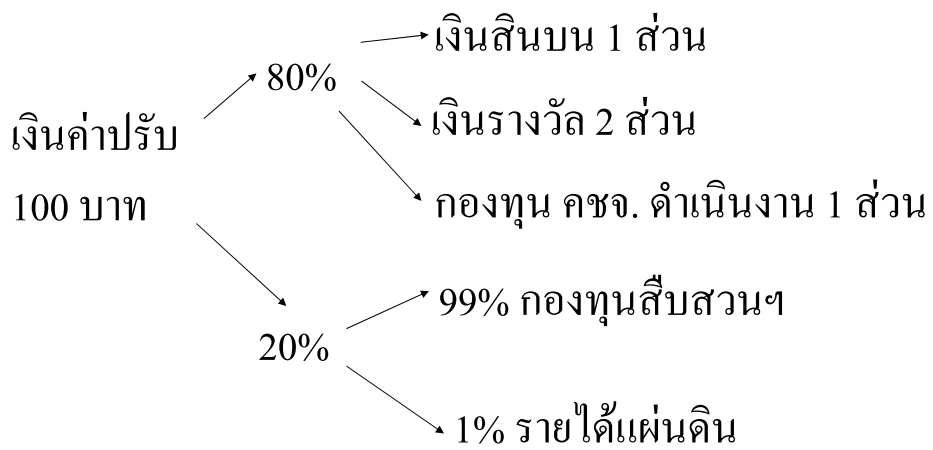 เงินค่าปรับ
100 บาท
80%
เงินสินบน 1 ส่วน
เงินรางวัล 2 ส่วน
กองทุน คชจ. ดำเนินงาน 1 ส่วน
20%
99% กองทุนสืบสวนฯ
1% รายได้แผ่นดิน